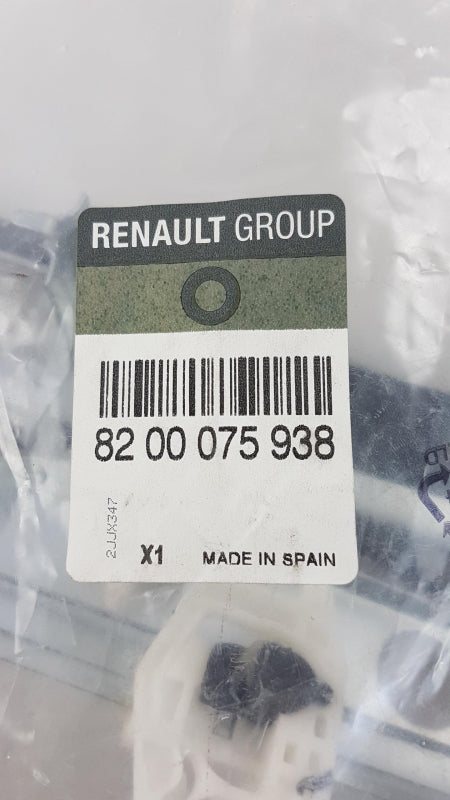 RENAULT GROUP
82 00 075 938
2JJX347
X1 MADE IN SPAIN